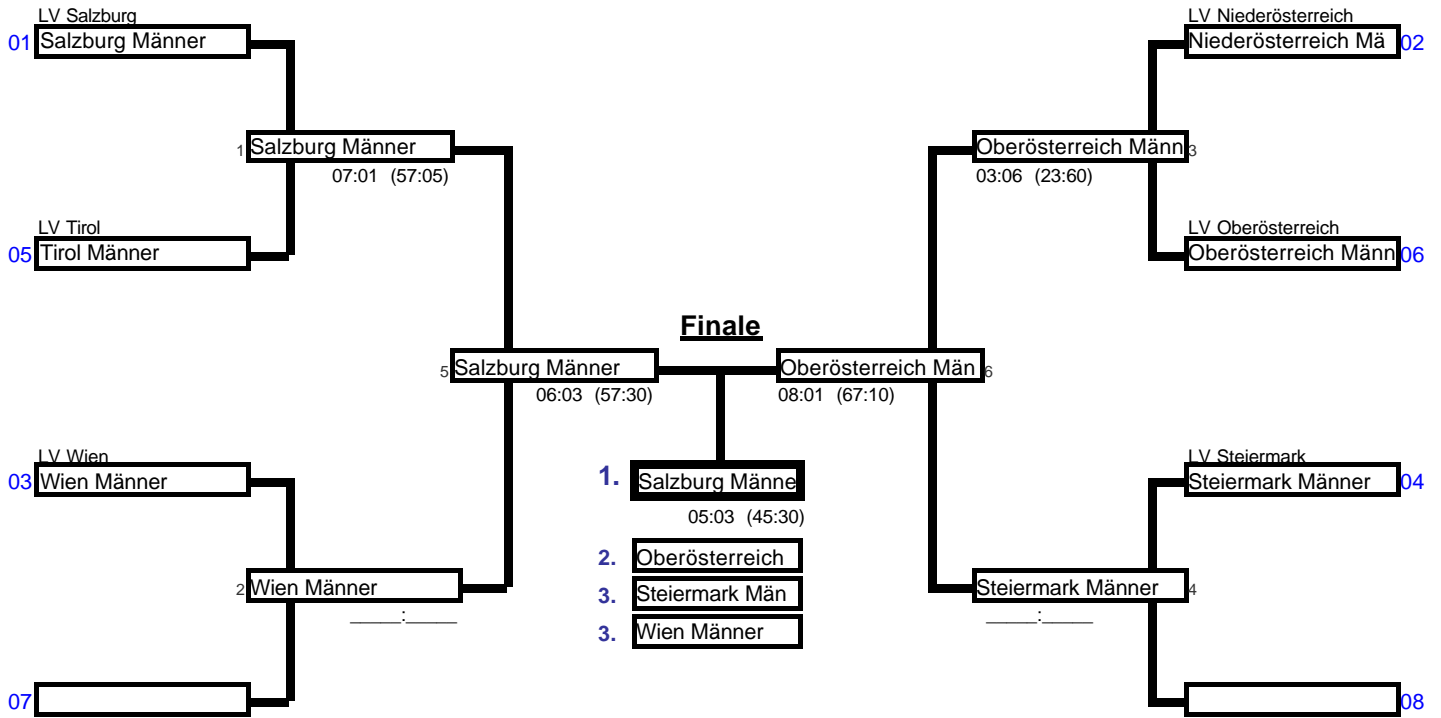 LV Salzburg
01 Salzburg Männer
LV Niederösterreich
Niederösterreich Mä 02
1 Salzburg Männer
07:01 (57:05)
Oberösterreich Männ 3
03:06 (23:60)
LV Tirol
05 Tirol Männer
LV Oberösterreich
Oberösterreich Männ 06
Finale
5 Salzburg Männer
06:03 (57:30)
Oberösterreich Män 6
08:01 (67:10)
LV Wien
03 Wien Männer
LV Steiermark
Steiermark Männer 04
1. Salzburg Männe
05:03 (45:30)
2. Oberösterreich
3. Steiermark Män
3. Wien Männer
2 Wien Männer
_____:_____
Steiermark Männer 4
_____:_____
07
08